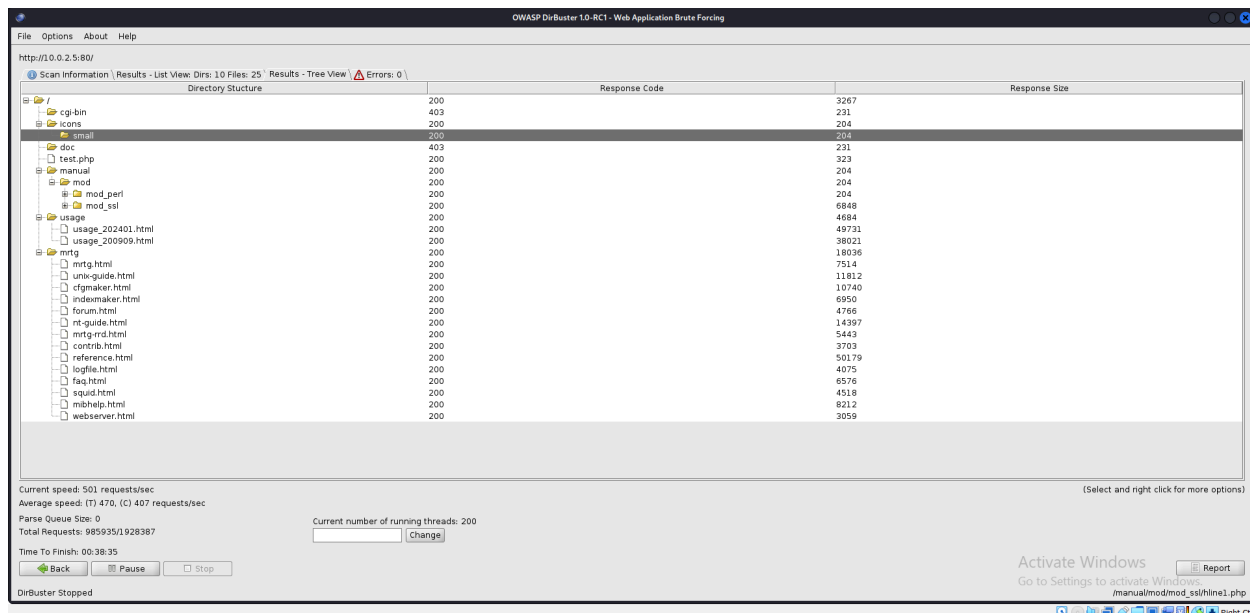 OWASP DirBuster 1.0-RC1 - Web Application Brute Forcing
File Options About Help
http://10.0.2.5:80/
Scan Information Results - List View: Dirs: 10 Files: 25 Results - Tree View Errors: 0
Directory Stucture Response Code Response Size
/ 200 3267
cgi-bin 403 231
icons 200 204
small 200 204
doc 403 231
test.php 200 323
manual 200 204
mod 200 204
mod_perl 200 204
mod_ssl 200 6848
usage 200 4684
usage_202401.html 200 49731
usage_200909.html 200 38021
mrtg 200 18036
mrtg.html 200 7514
unix-guide.html 200 11812
cfgmaker.html 200 10740
indexmaker.html 200 6950
forum.html 200 4766
nt-guide.html 200 14397
mrtg-rrd.html 200 5443
contrib.html 200 3703
reference.html 200 50179
logfile.html 200 4075
faq.html 200 6576
squid.html 200 4518
mibhelp.html 200 8212
webserver.html 200 3059
Current speed: 501 requests/sec (Select and right click for more options)
Average speed: (T) 470, (C) 407 requests/sec
Parse Queue Size: 0
Current number of running threads: 200
Total Requests: 985935/1928387
Change
Time To Finish: 00:38:35
Back Pause Stop Report
Activate Windows
Go to Settings to activate Windows.
DirBuster Stopped /manual/mod/mod_ssl/hline1.php
Right